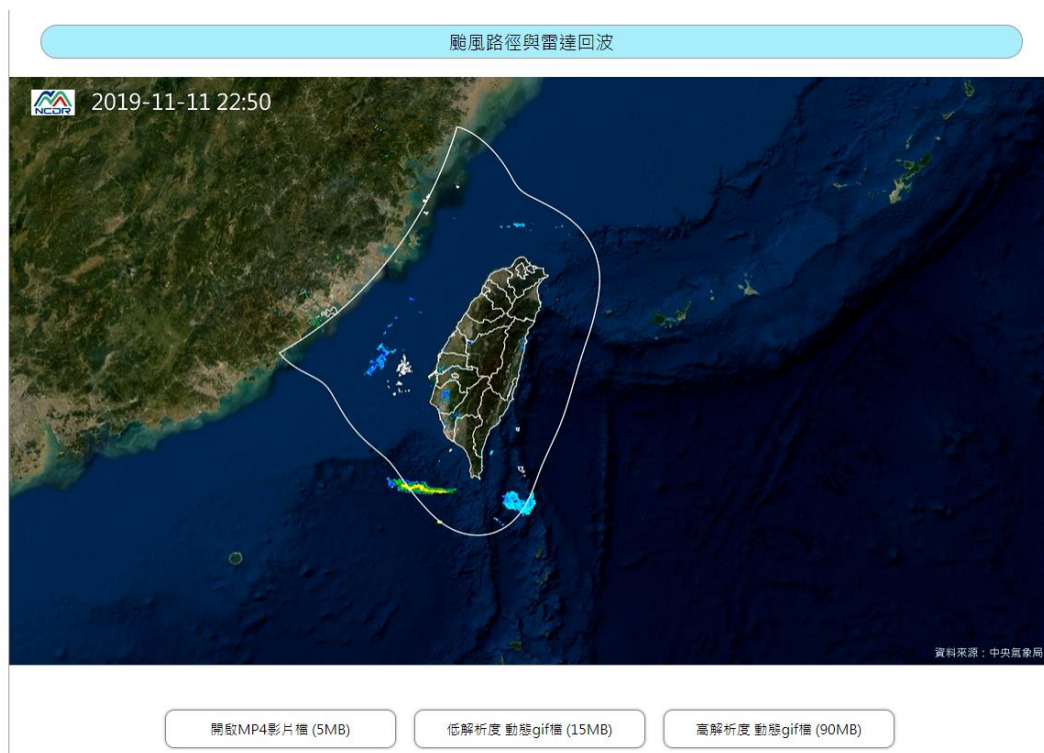 颱風路徑與雷達回波
NCDR
2019-11-11 22:50
資料來源：中央氣象局
開啟MP4影片檔 (5MB)
低解析度 動態gif檔 (15MB)
高解析度 動態gif檔 (90MB)